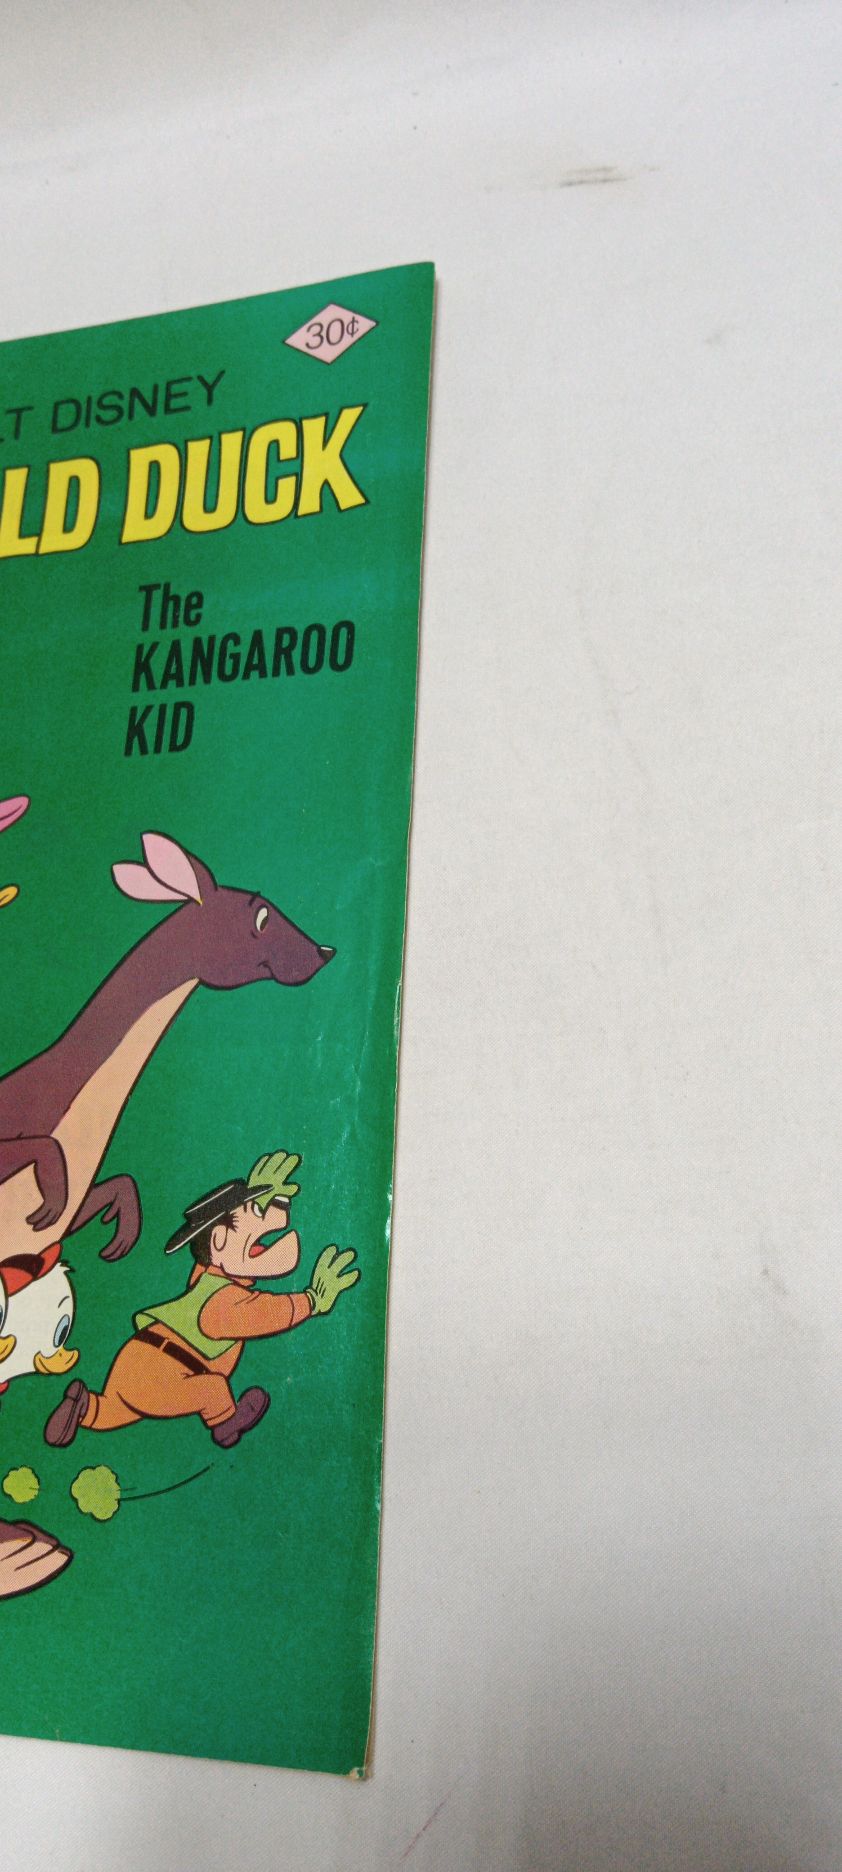 30¢
LT DISNEY
LD DUCK
The
KANGAROO
KID